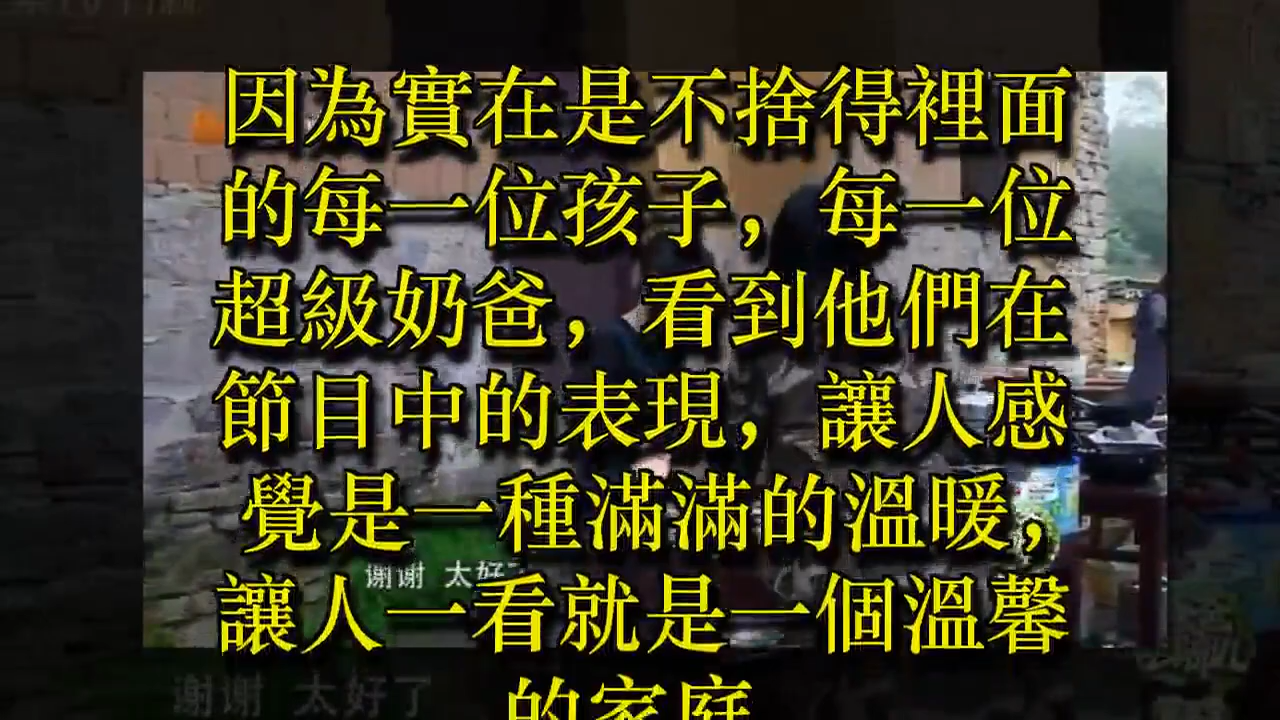 因為實在是不捨得裡面
的每一位孩子，每一位
超級奶爸，看到他們在
節目中的表現，讓人感
覺是一種滿滿的溫暖，
谢谢 太好了
讓人一看就是一個溫馨
谢谢 太好了
的家庭